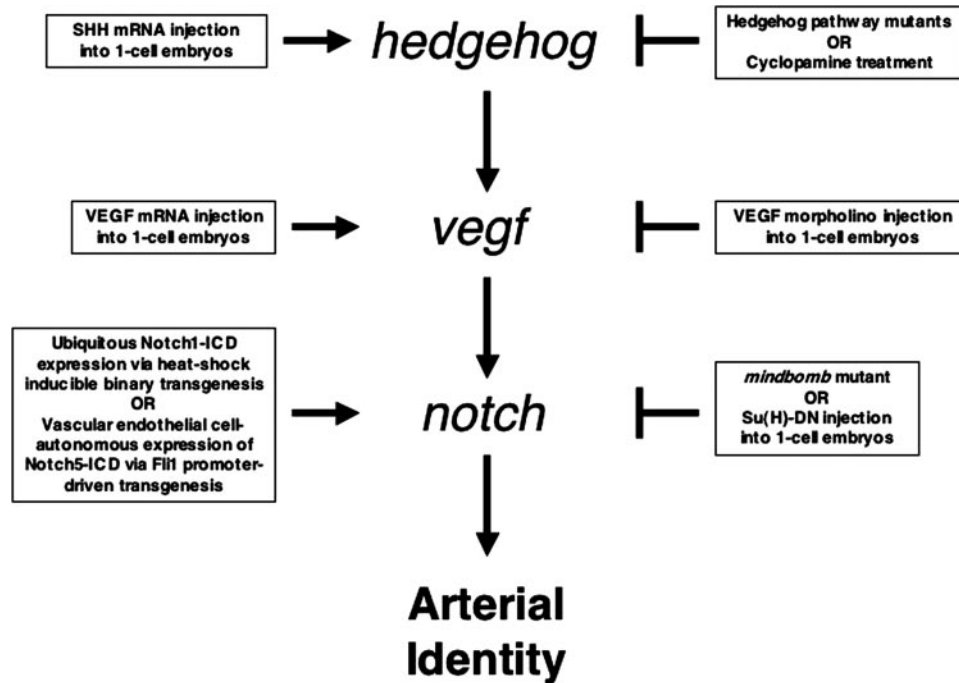 SHH mRNA injection
into 1-cell embryos
hedgehog
Hedgehog pathway mutants
OR
Cyclopamine treatment
VEGF mRNA injection
into 1-cell embryos
vegf
VEGF morpholino injection
into 1-cell embryos
Ubiquitous Notch1-ICD
expression via heat-shock
inducible binary transgenesis
OR
Vascular endothelial cell-
autonomous expression of
Notch5-ICD via Fli1 promoter-
driven transgenesis
notch
mindbomb mutant
OR
Su(H)-DN injection
into 1-cell embryos
Arterial
Identity